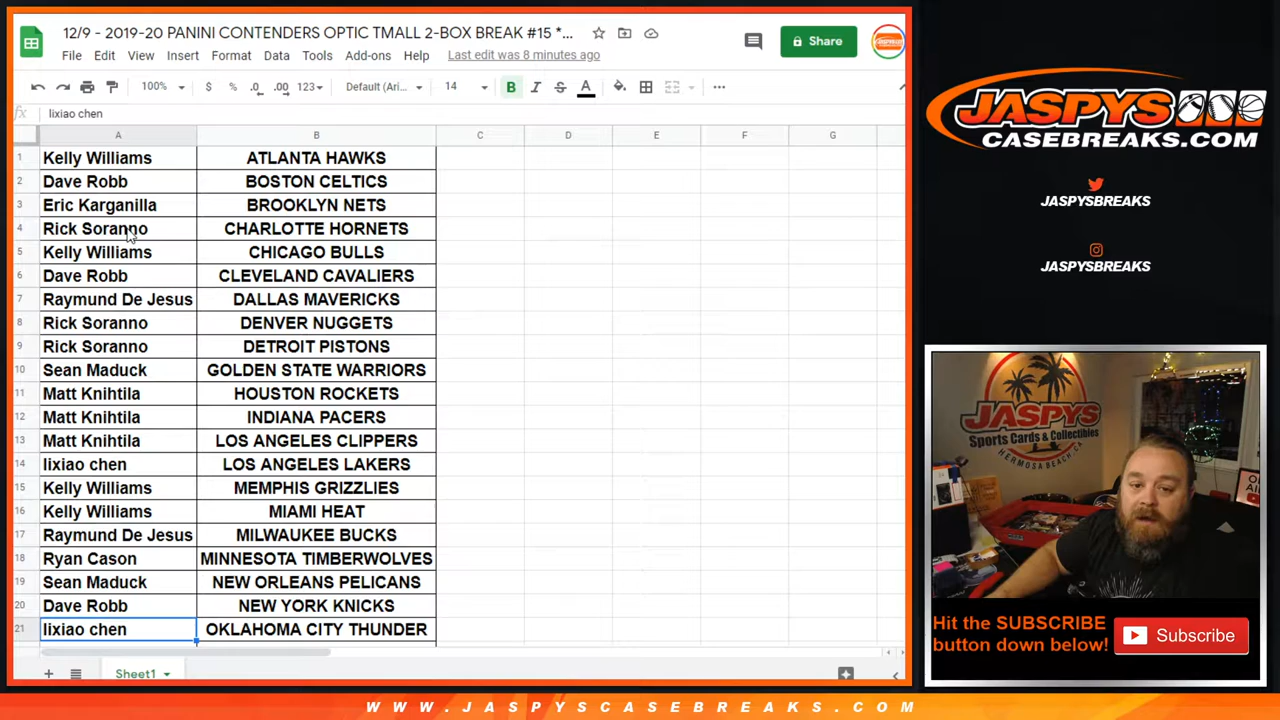 12/9 - 2019-20 PANINI CONTENDERS OPTIC TMALL 2-BOX BREAK #15 *...
File Edit View Insert Format Data Tools Add-ons Help Last edit was 8 minutes ago
Share
100% $ % .0 .00 123 Default (Ari... 14 B I S A
fx lixiao chen
A B C D E F G
1 Kelly Williams ATLANTA HAWKS
2 Dave Robb BOSTON CELTICS
3 Eric Karganilla BROOKLYN NETS
4 Rick Soranno CHARLOTTE HORNETS
5 Kelly Williams CHICAGO BULLS
6 Dave Robb CLEVELAND CAVALIERS
7 Raymund De Jesus DALLAS MAVERICKS
8 Rick Soranno DENVER NUGGETS
9 Rick Soranno DETROIT PISTONS
10 Sean Maduck GOLDEN STATE WARRIORS
11 Matt Knihtila HOUSTON ROCKETS
12 Matt Knihtila INDIANA PACERS
13 Matt Knihtila LOS ANGELES CLIPPERS
14 lixiao chen LOS ANGELES LAKERS
15 Kelly Williams MEMPHIS GRIZZLIES
16 Kelly Williams MIAMI HEAT
17 Raymund De Jesus MILWAUKEE BUCKS
18 Ryan Cason MINNESOTA TIMBERWOLVES
19 Sean Maduck NEW ORLEANS PELICANS
20 Dave Robb NEW YORK KNICKS
21 lixiao chen OKLAHOMA CITY THUNDER
Sheet1
JASPYS
CASEBREAKS.COM
JASPYSBREAKS
JASPYSBREAKS
JASPYS
Sports Cards & Collectibles
HERMOSA BEACH, CA
Hit the SUBSCRIBE
button down below!
Subscribe
WWW.JASPYSCASEBREAKS.COM